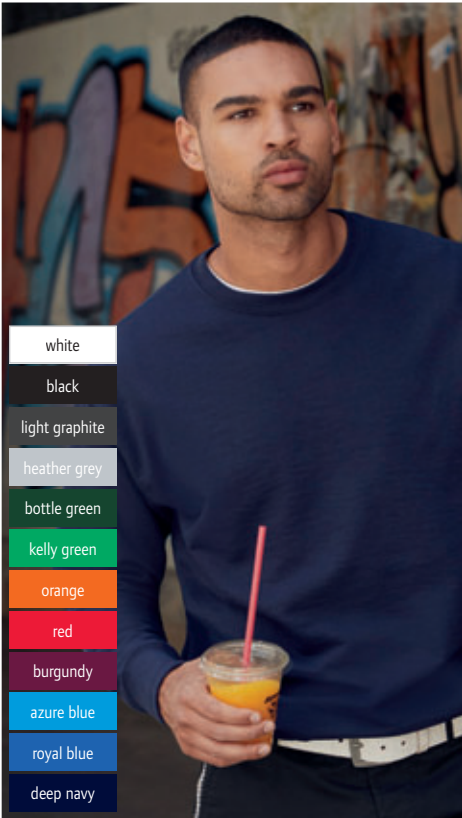 white
black
light graphite
heather grey
bottle green
kelly green
orange
red
burgundy
azure blue
royal blue
deep navy